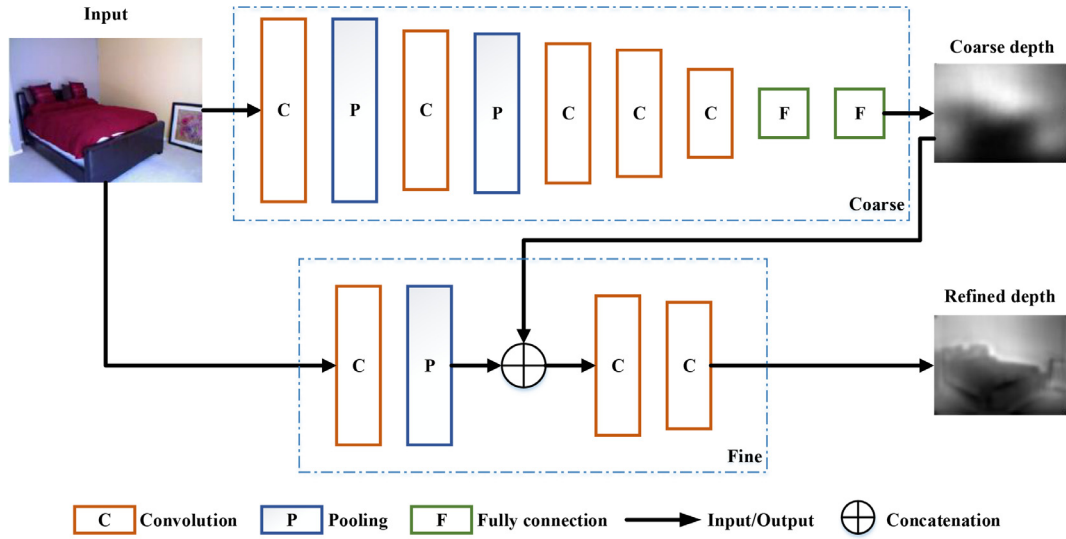 Input
Coarse depth
C
P
C
P
C
C
C
F
F
Coarse
Refined depth
C
P
C
C
Fine
C Convolution
P Pooling
F Fully connection
Input/Output
Concatenation